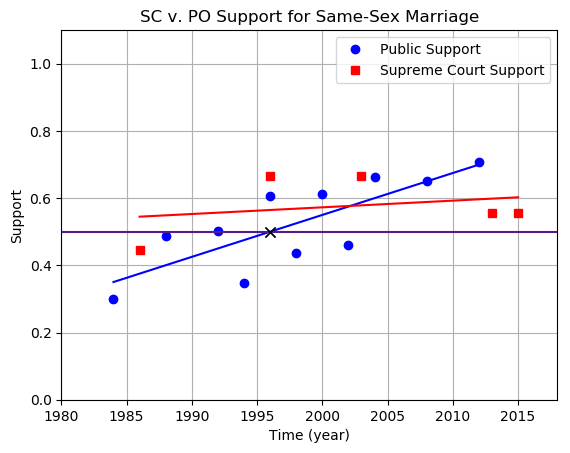 SC v. PO Support for Same-Sex Marriage
Public Support
Supreme Court Support
1.0
0.8
0.6
0.4
0.2
0.0
Support
1980 1985 1990 1995 2000 2005 2010 2015
Time (year)